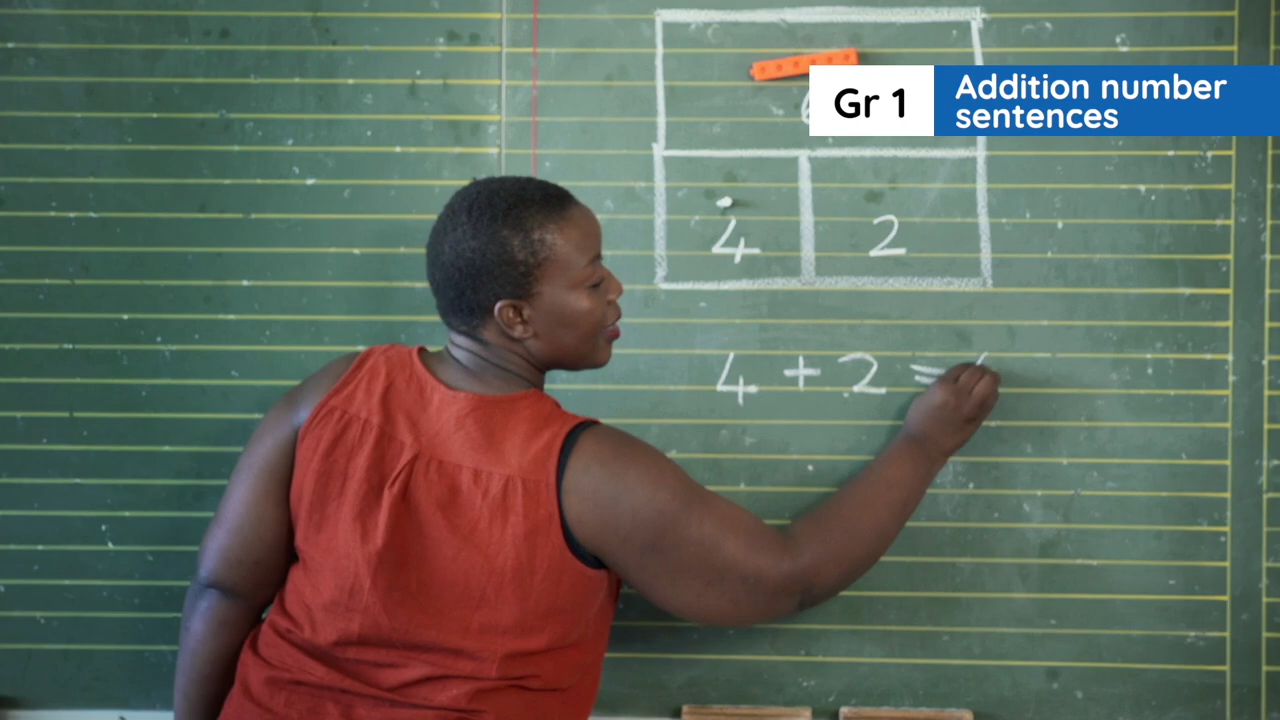 Gr 1
Addition number
sentences
4 2
4 + 2 =